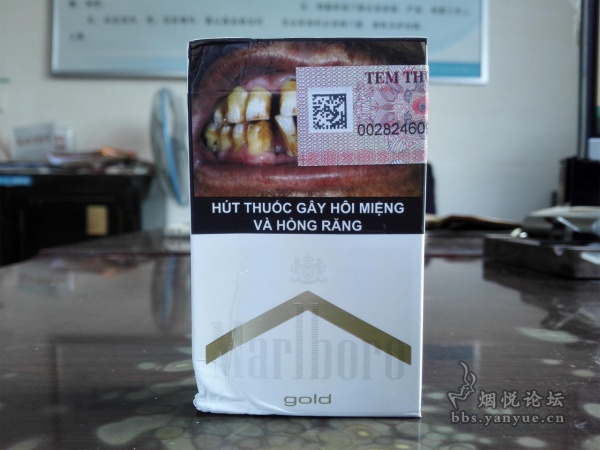 TEM TH
00282460
HÚT THUỐC GÂY HÔI MIỆNG
VÀ HỎNG RĂNG
Marlboro
gold
烟悦论坛
bbs.yanyue.cn